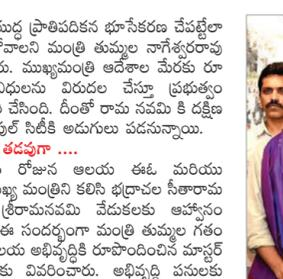 యుద్ధ ప్రాతిపదికన భూసేకరణ చేపట్టేలా
కోవాలని మంత్రి తుమ్మల నాగేశ్వరరావు
రు. ముఖ్యమంత్రి ఆదేశాల మేరకు రూ
నిధులను విరుదల చేస్తూ ప్రభుత్వం
చేసింది. దీంతో రామ నవమి కి దక్షిణ
పుల్ సిటీకి అడుగులు పడనున్నాయి.
తడవుగా ....
రోజున ఆలయ ఈఓ మరియు
ఖ్య మంత్రిని కలిసి భద్రాచల సీతారామ
శ్రీరామనవమి వేడుకలకు ఆహ్వానం
ఈ సందర్భంగా మంత్రి తుమ్మల గతం
లయ అభివృద్ధికి రూపొందించిన మాస్టర్
కు వివరించారు. అభివృద్ధి పనులకు